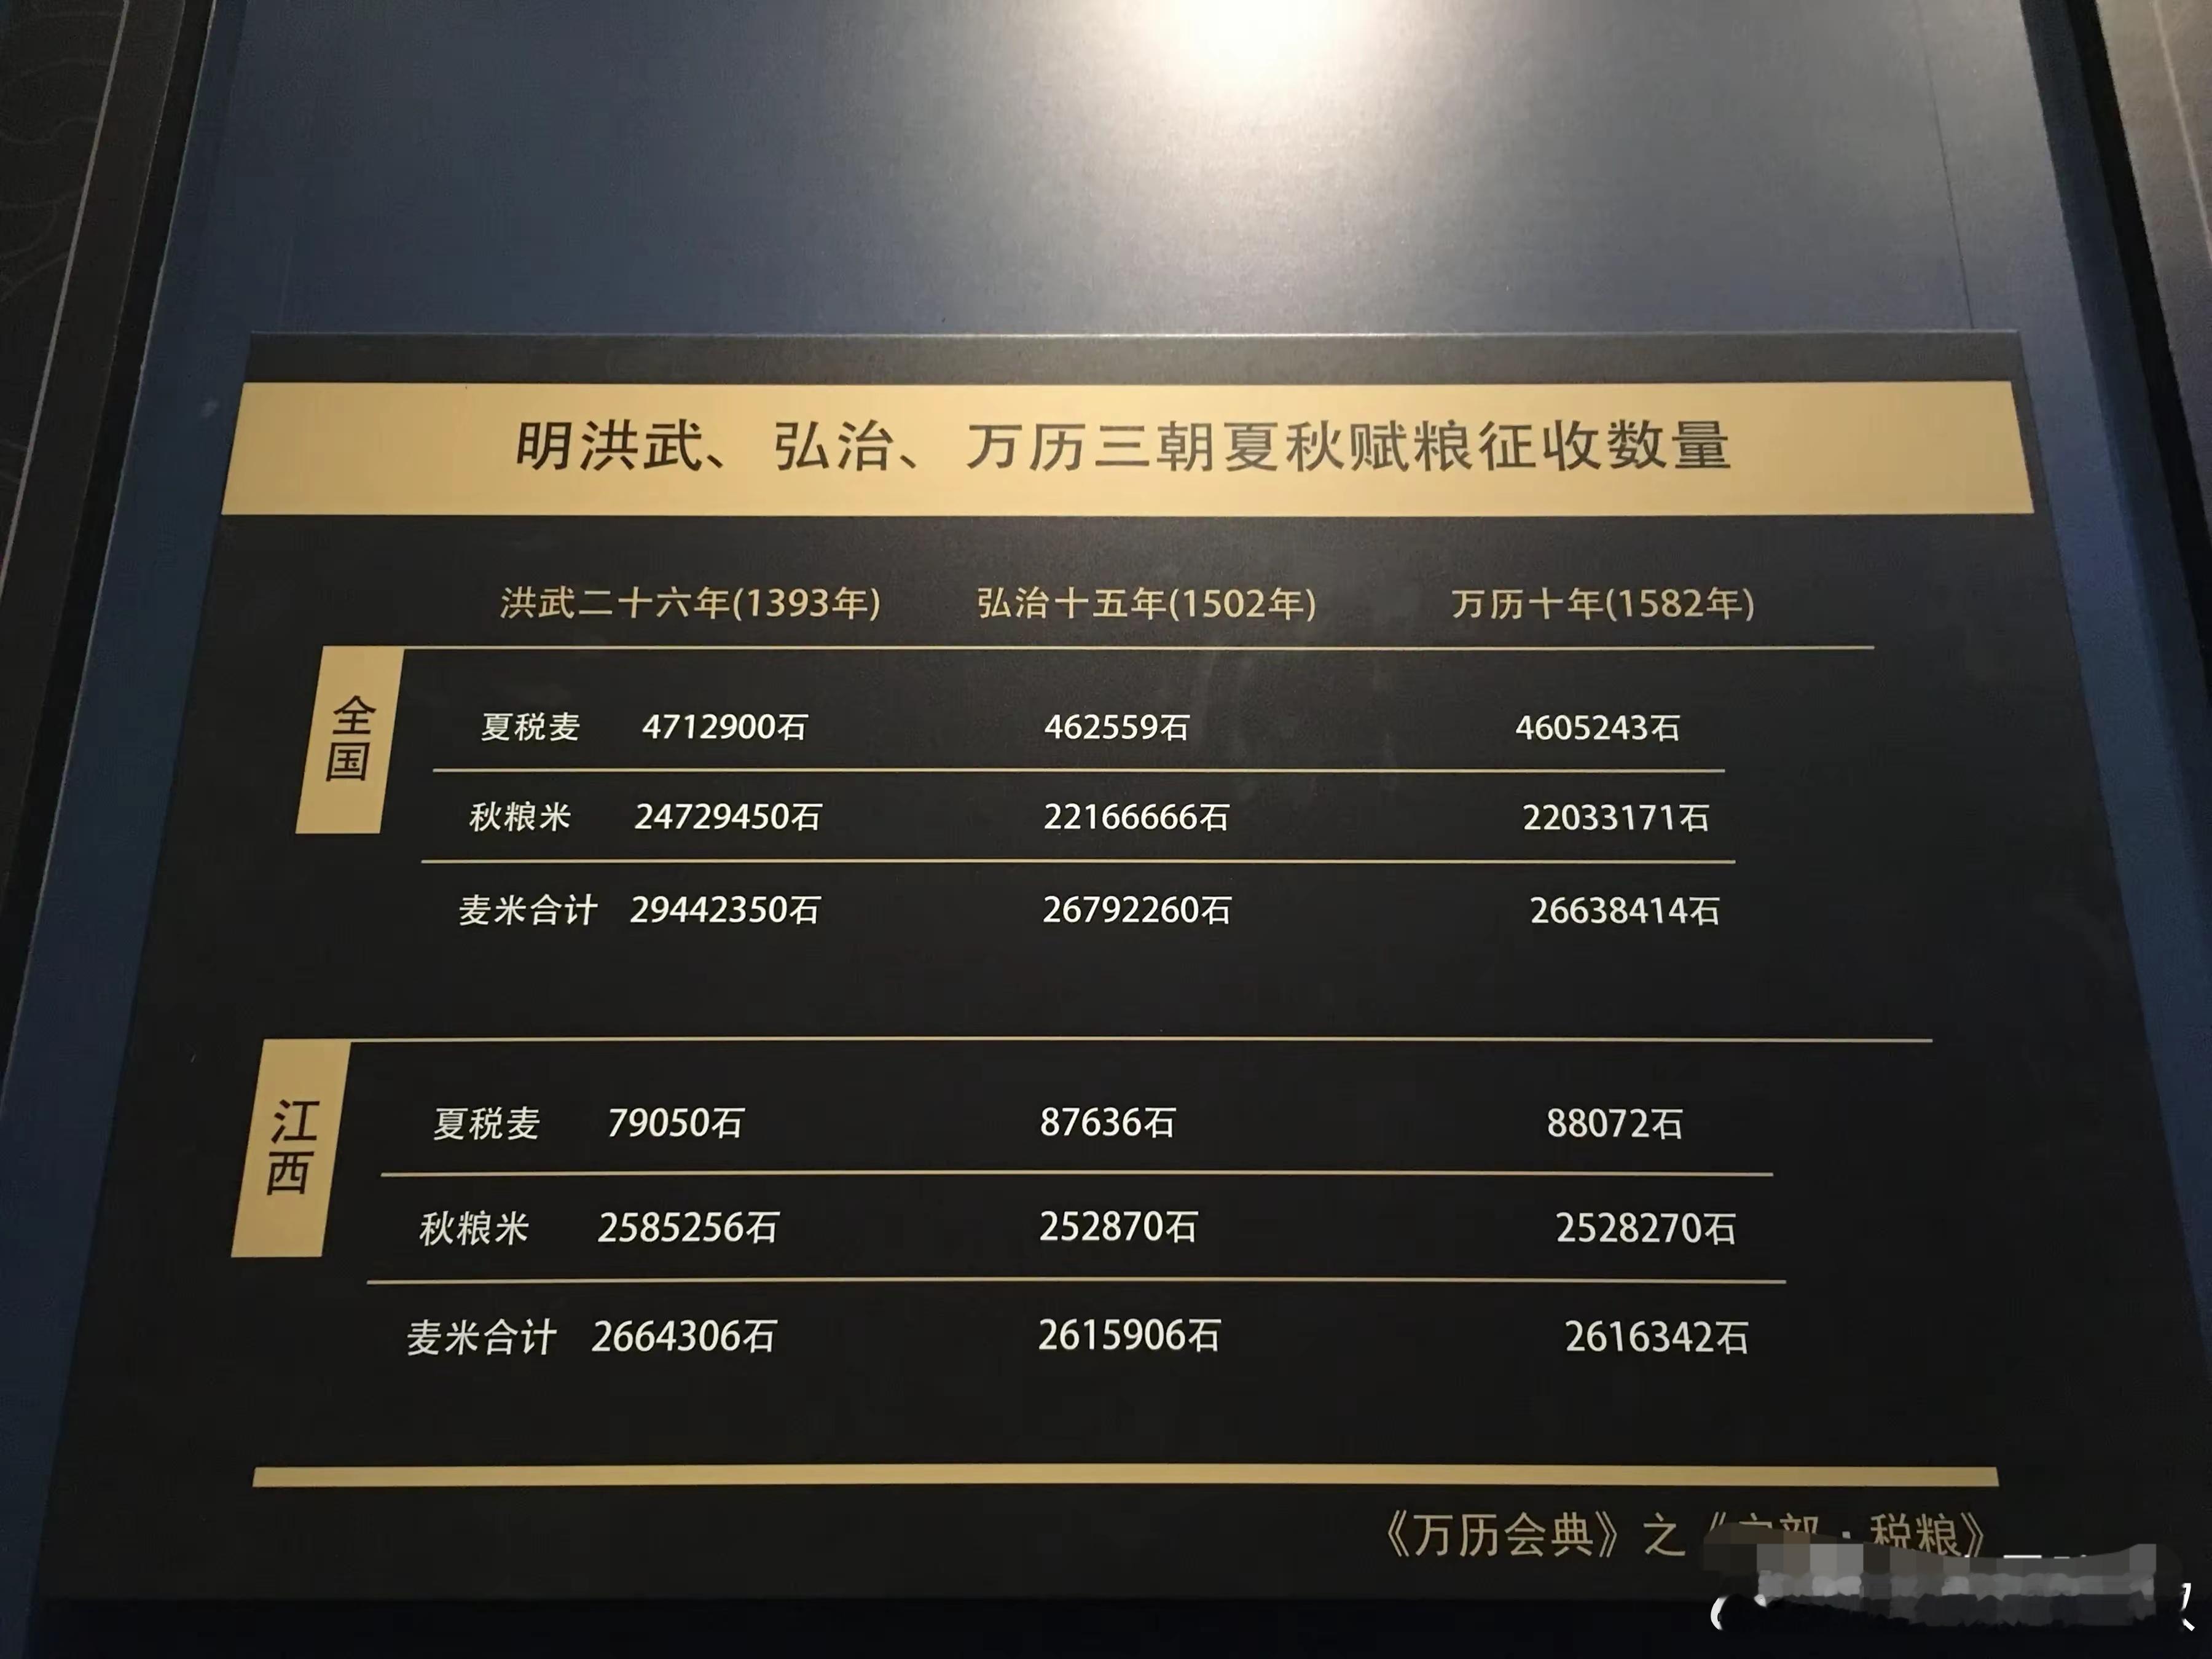 明洪武、弘治、万历三朝夏秋赋粮征收数量
洪武二十六年(1393年) 弘治十五年(1502年) 万历十年(1582年)
全国
夏税麦 4712900石 462559石 4605243石
秋粮米 24729450石 22166666石 22033171石
麦米合计 29442350石 26792260石 26638414石
江西
夏税麦 79050石 87636石 88072石
秋粮米 2585256石 252870石 2528270石
麦米合计 2664306石 2615906石 2616342石
《万历会典》之《户部:税粮》